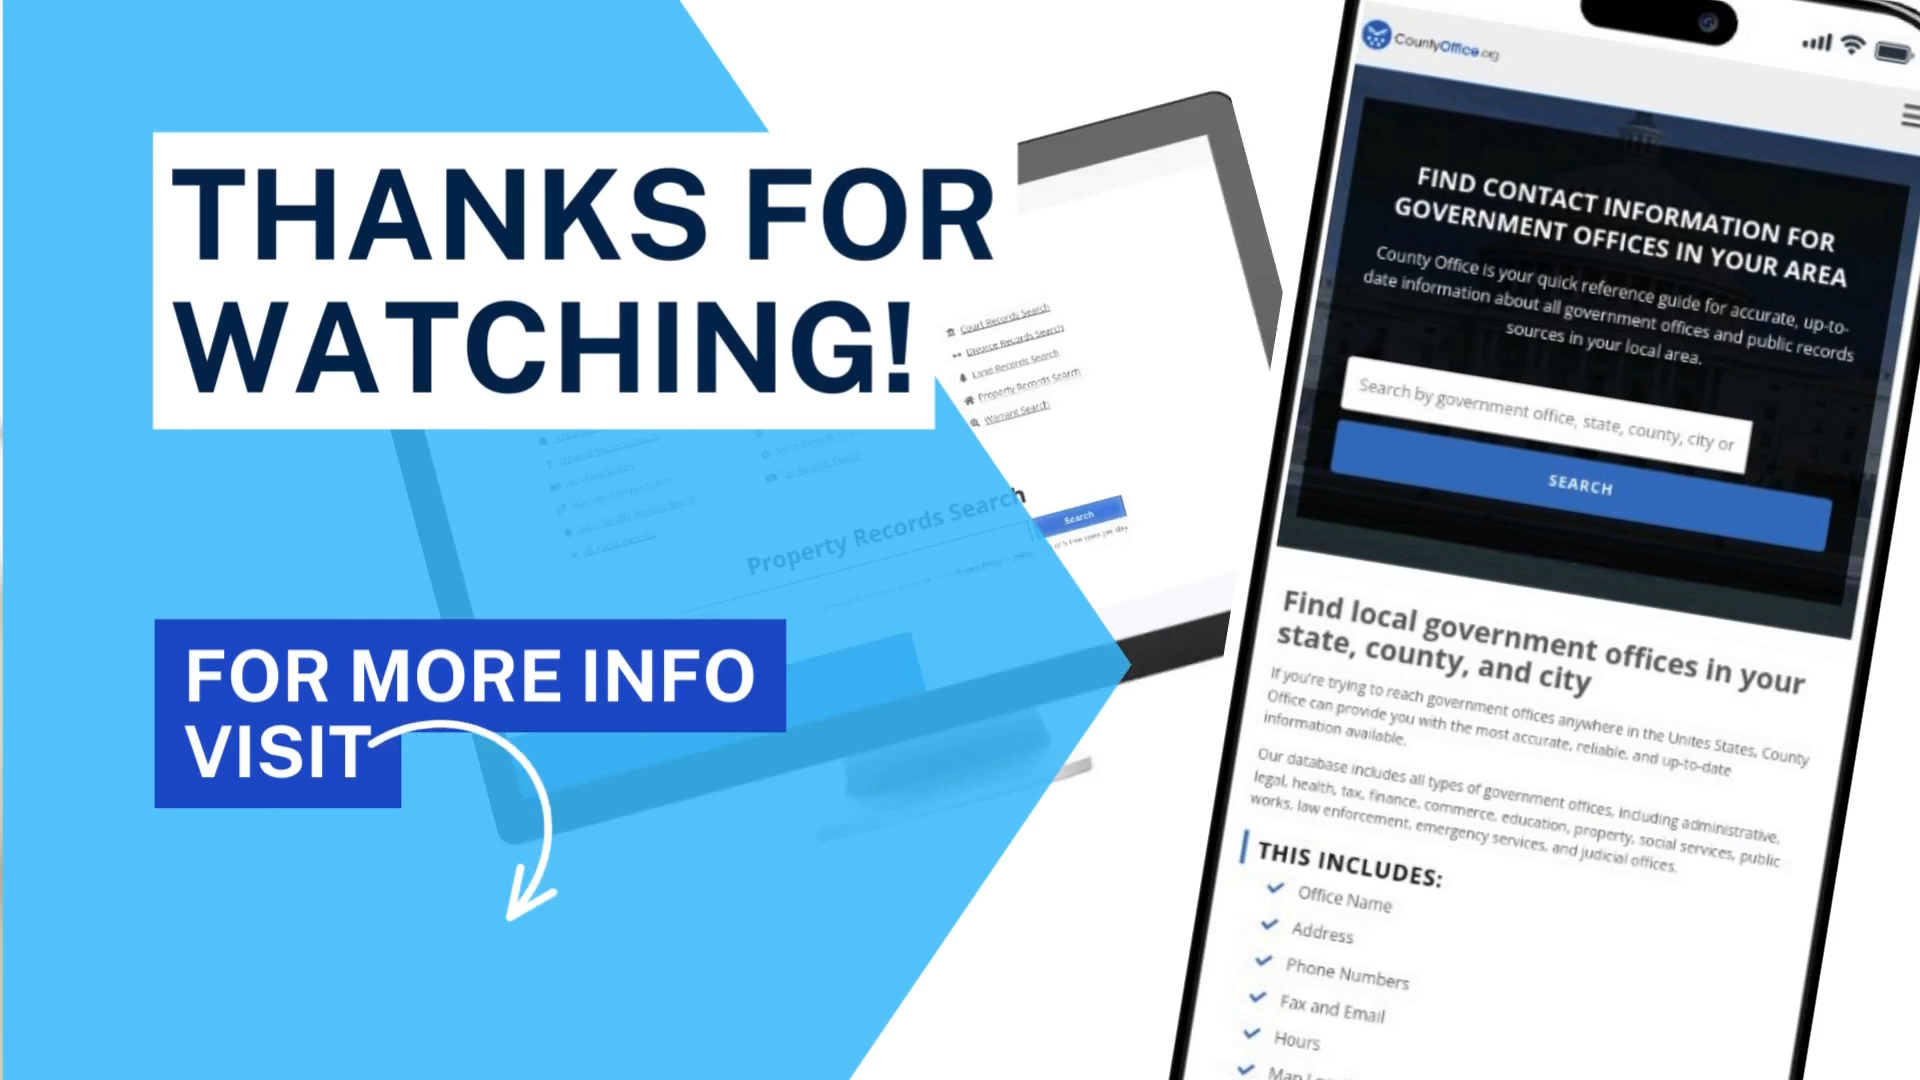 THANKS FOR
WATCHING!
FOR MORE INFO
VISIT
Court Records Search
Divorce Records Search
Land Records Search
Property Records Search
Warrant Search
Property Records Search
Search
CountyOffice.org
FIND CONTACT INFORMATION FOR
GOVERNMENT OFFICES IN YOUR AREA
County Office is your quick reference guide for accurate, up-to-
date information about all government offices and public records
sources in your local area.
Search by government office, state, county, city or
SEARCH
Find local government offices in your
state, county, and city
If you're trying to reach government offices anywhere in the Unites States, County
Office can provide you with the most accurate, reliable, and up-to-date
information available.
Our database includes all types of government offices, including administrative,
legal, health, tax, finance, commerce, education, property, social services, public
works, law enforcement, emergency services, and judicial offices.
THIS INCLUDES:
Office Name
Address
Phone Numbers
Fax and Email
Hours
Map